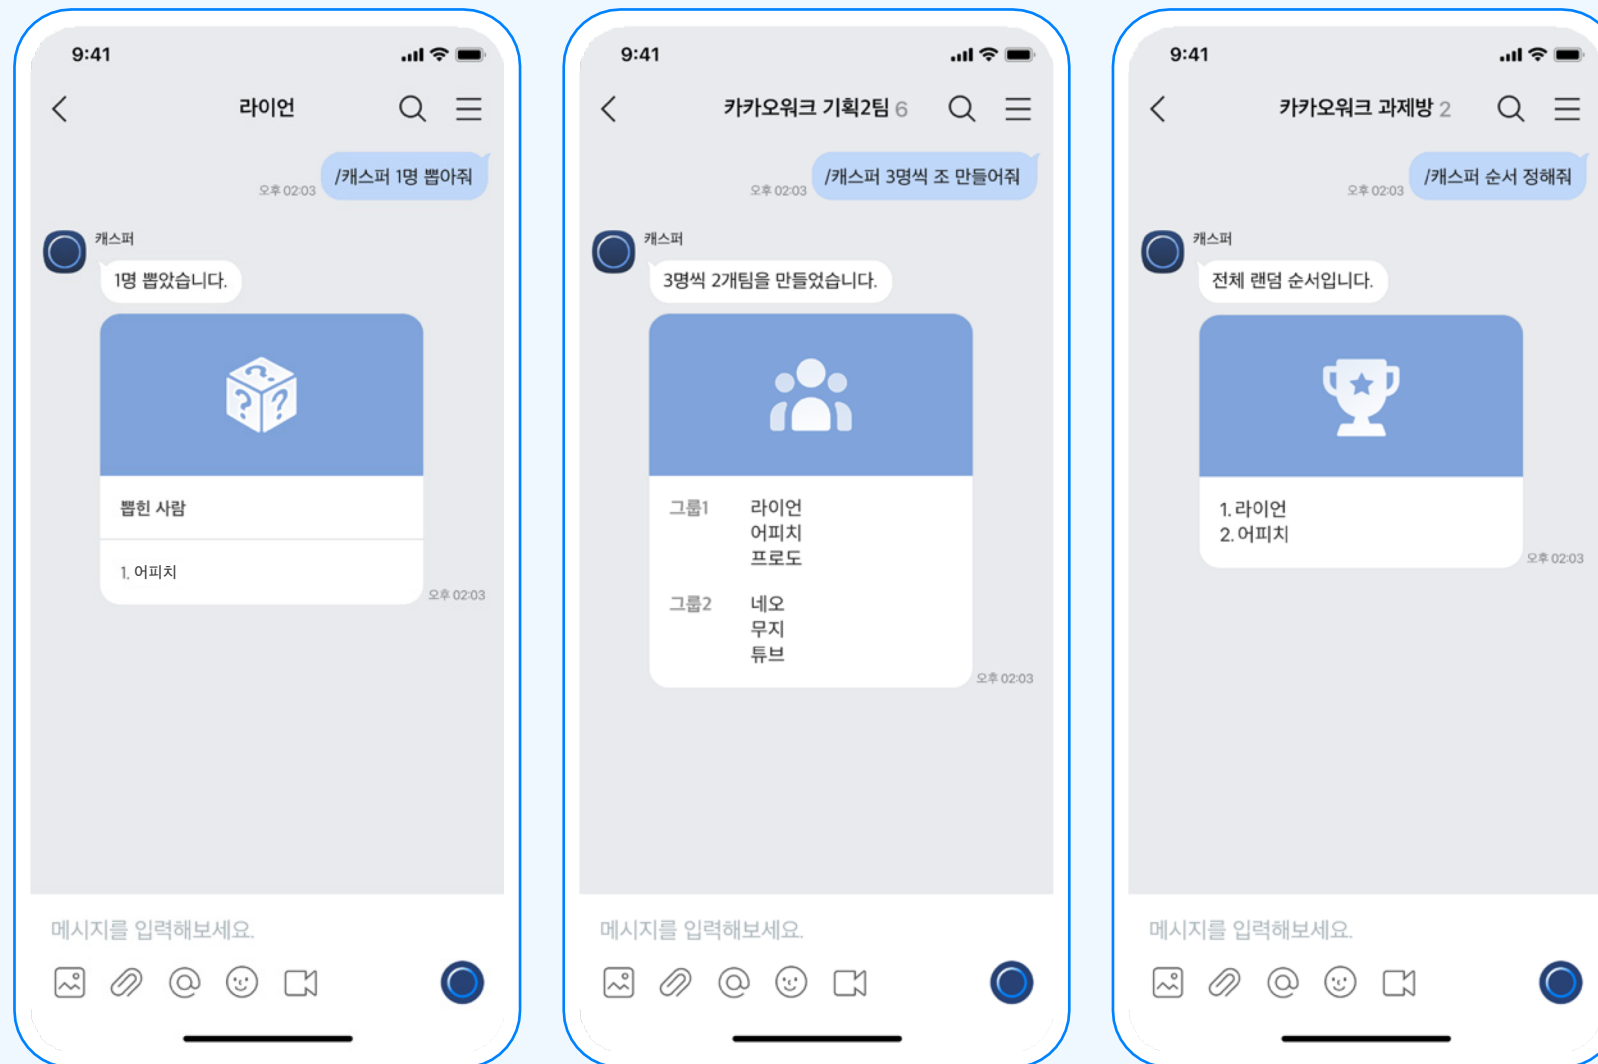 9:41
라이언
/캐스퍼 1명 뽑아줘
오후 02:03
캐스퍼
1명 뽑았습니다.
뽑힌 사람
1. 어피치
오후 02:03
메시지를 입력해보세요.
9:41
카카오워크 기획2팀 6
/캐스퍼 3명씩 조 만들어줘
오후 02:03
캐스퍼
3명씩 2개팀을 만들었습니다.
그룹1 라이언
어피치
프로도
그룹2 네오
무지
튜브
오후 02:03
메시지를 입력해보세요.
9:41
카카오워크 과제방 2
/캐스퍼 순서 정해줘
오후 02:03
캐스퍼
전체 랜덤 순서입니다.
1. 라이언
2. 어피치
오후 02:03
메시지를 입력해보세요.